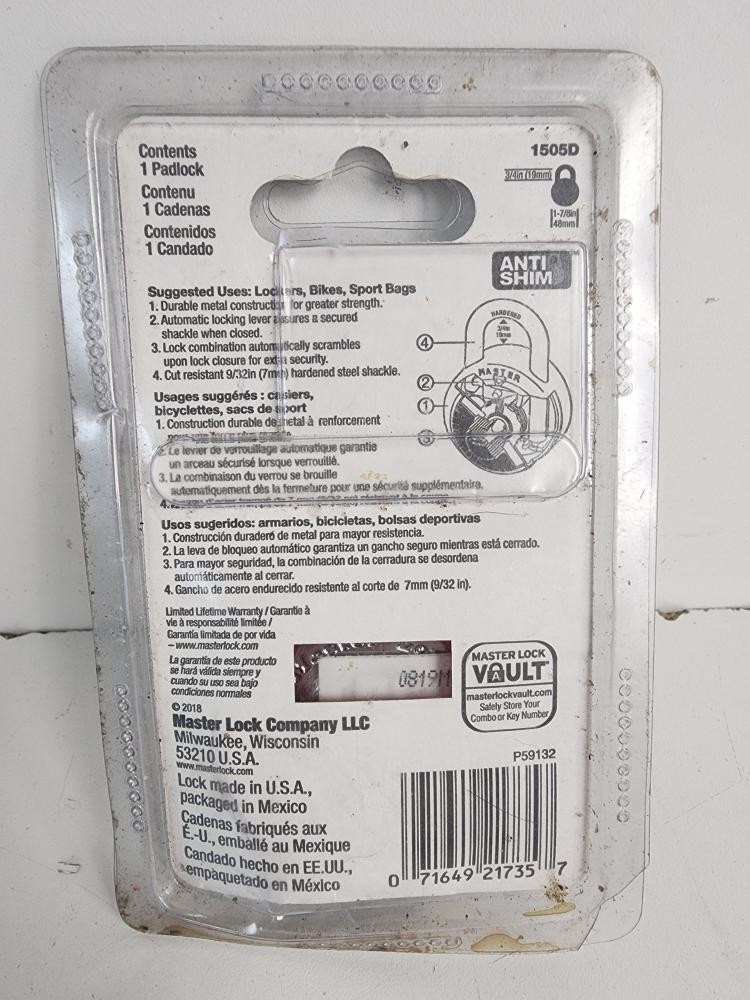 Contents
1 Padlock
Contenu
1 Cadenas
Contenidos
1 Candado
1505D
3/4in (19mm)
1-7/8in
48mm
ANTI
SHIM
Suggested Uses: Lockers, Bikes, Sport Bags
1. Durable metal construction for greater strength.
2. Automatic locking lever assures a secured
shackle when closed.
3. Lock combination automatically scrambles
upon lock closure for extra security.
4. Cut resistant 9/32in (7mm) hardened steel shackle.
HARDENED
3/4in
19mm
MASTER
4
2
1
3
Usages suggérés : casiers,
bicyclettes, sacs de sport
1. Construction durable de metal à renforcement
2. Le levier de verrouillage automatique garantie
un arceau sécurisé lorsque verrouillé.
3. La combinaison du verrou se brouille
automatiquement dès la fermeture pour une sécurité supplémentaire.
4.
Usos sugeridos: armarios, bicicletas, bolsas deportivas
1. Construcción duradero de metal para mayor resistencia.
2. La leva de bloqueo automático garantiza un gancho seguro mientras está cerrado.
3. Para mayor seguridad, la combinación de la cerradura se desordena
automáticamente al cerrar.
4. Gancho de acero endurecido resistente al corte de 7mm (9/32 in).
Limited Lifetime Warranty / Garantie à
vie à responsabilité limitée /
Garantía limitada de por vida
– www.masterlock.com
La garantía de este producto
se hará válida siempre y
cuando su uso sea bajo
condiciones normales
0819M
MASTER LOCK
VAULT
masterlockvault.com
Safely Store Your
Combo or Key Number
© 2018
Master Lock Company LLC
Milwaukee, Wisconsin
53210 U.S.A.
www.masterlock.com
Lock made in U.S.A.,
packaged in Mexico
Cadenas fabriqués aux
É.-U., emballé au Mexique
Candado hecho en EE.UU.,
empaquetado en México
P59132
0 71649 21735 7